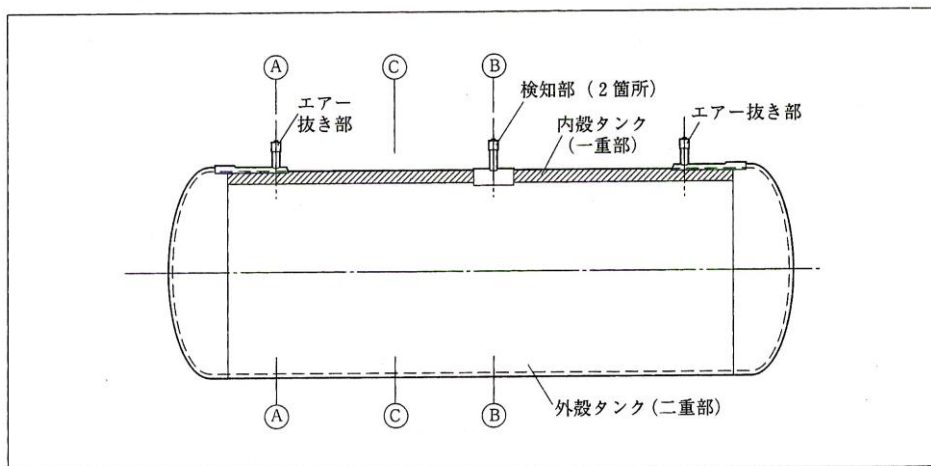 Ⓐ
Ⓒ
Ⓑ
エアー
抜き部
検知部(2箇所)
内殻タンク
(一重部)
エアー抜き部
Ⓐ
Ⓒ
Ⓑ
外殻タンク(二重部)